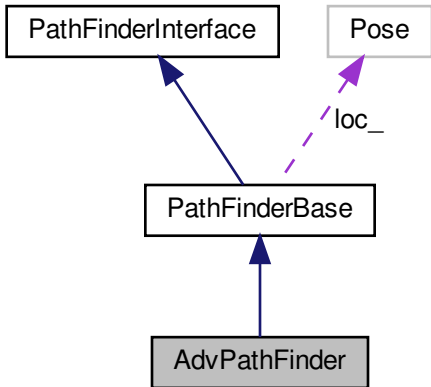 PathFinderInterface
Pose
loc_
PathFinderBase
AdvPathFinder